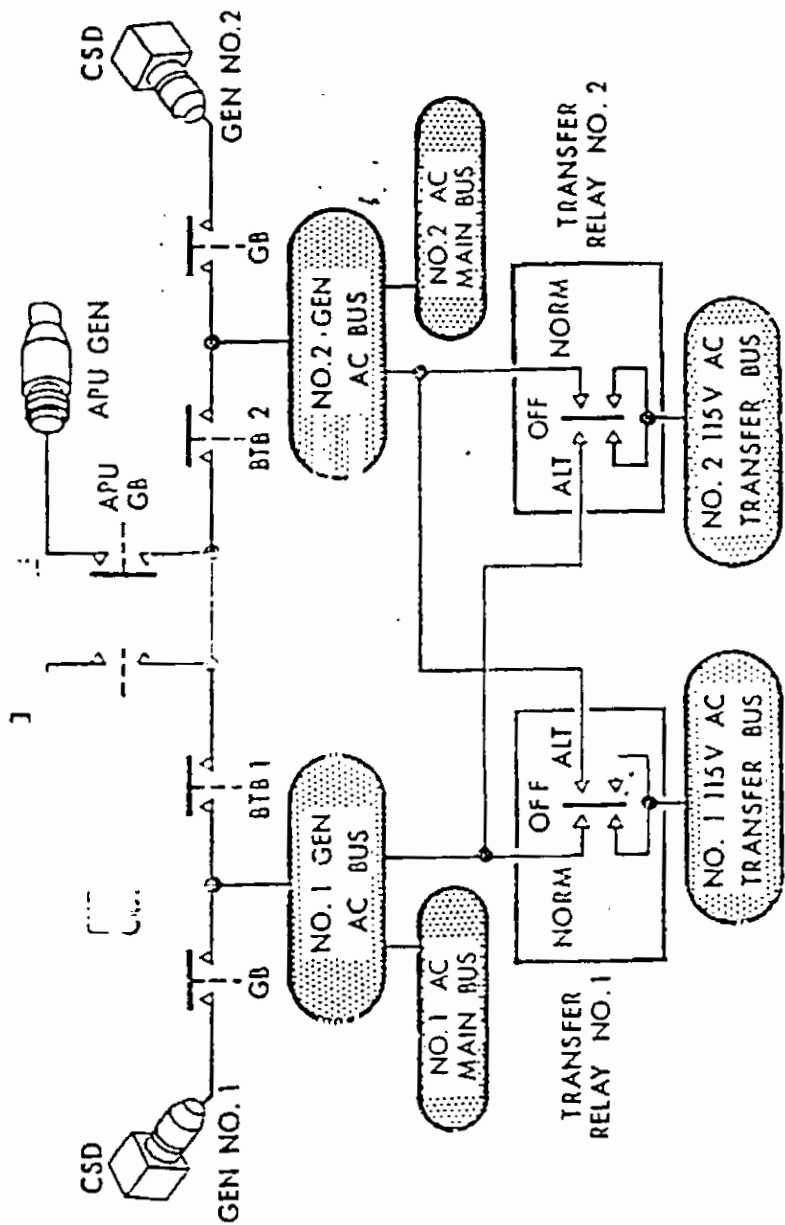 CSD
GEN NO.1
GB
BTB 1
APU
GB
APU GEN
BTB 2
GB
CSD
GEN NO.2
NO.1 GEN
AC BUS
NO.2 GEN
AC BUS
NO.1 AC
MAIN BUS
NO.2 AC
MAIN BUS
TRANSFER
RELAY NO.1
NORM
OFF
ALT
ALT
OFF
NORM
TRANSFER
RELAY NO.2
NO. 1 115V AC
TRANSFER BUS
NO. 2 115V AC
TRANSFER BUS